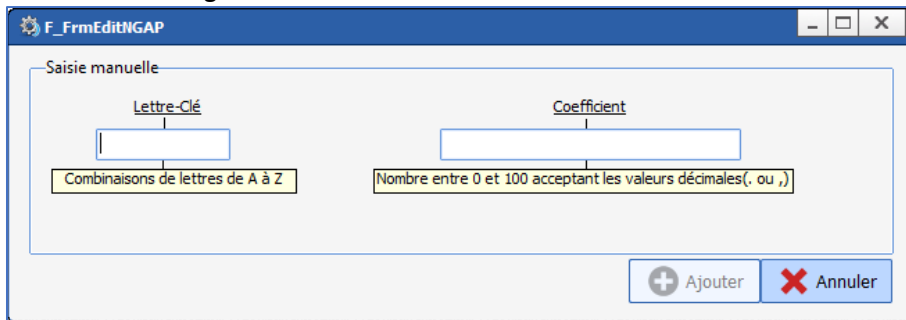 F_FrmEditNGAP
Saisie manuelle
Lettre-Clé Coefficient
Combinaisons de lettres de A à Z Nombre entre 0 et 100 acceptant les valeurs décimales(. ou ,)
Ajouter Annuler